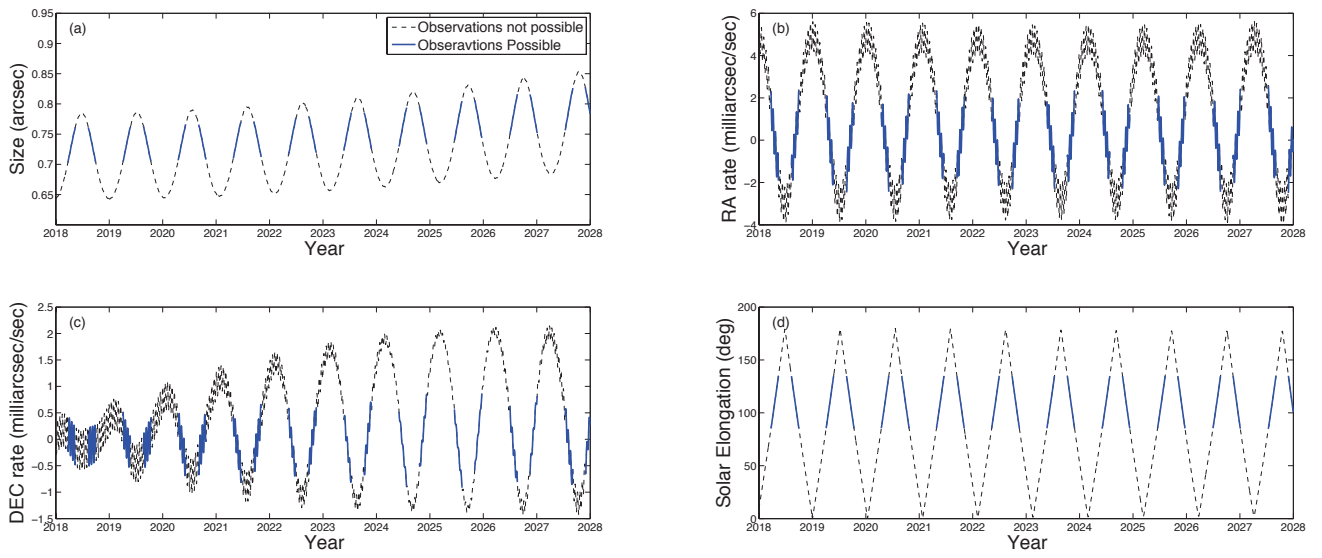 (a)
Observations not possible
Obseravtions Possible
Size (arcsec)
0.95
0.9
0.85
0.8
0.75
0.7
0.65
2018 2019 2020 2021 2022 2023 2024 2025 2026 2027 2028
Year
(b)
RA rate (milliarcsec/sec)
6
4
2
0
−2
−4
2018 2019 2020 2021 2022 2023 2024 2025 2026 2027 2028
Year
(c)
DEC rate (milliarcsec/sec)
2.5
2
1.5
1
0.5
0
−0.5
−1
−1.5
2018 2019 2020 2021 2022 2023 2024 2025 2026 2027 2028
Year
(d)
Solar Elongation (deg)
200
150
100
50
0
2018 2019 2020 2021 2022 2023 2024 2025 2026 2027 2028
Year